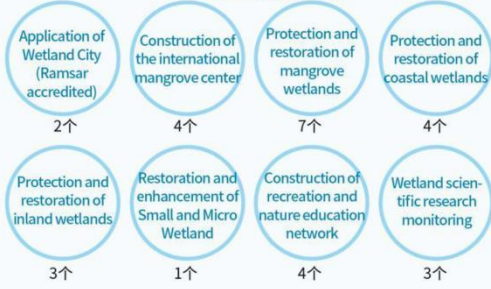 Application of
Wetland City
(Ramsar
accredited)
2个
Construction of
the international
mangrove center
4个
Protection and
restoration of
mangrove
wetlands
7个
Protection and
restoration of
coastal wetlands
4个
Protection and
restoration of
inland wetlands
3个
Restoration and
enhancement of
Small and Micro
Wetland
1个
Construction of
recreation and
nature education
network
4个
Wetland scien-
tific research
monitoring
3个